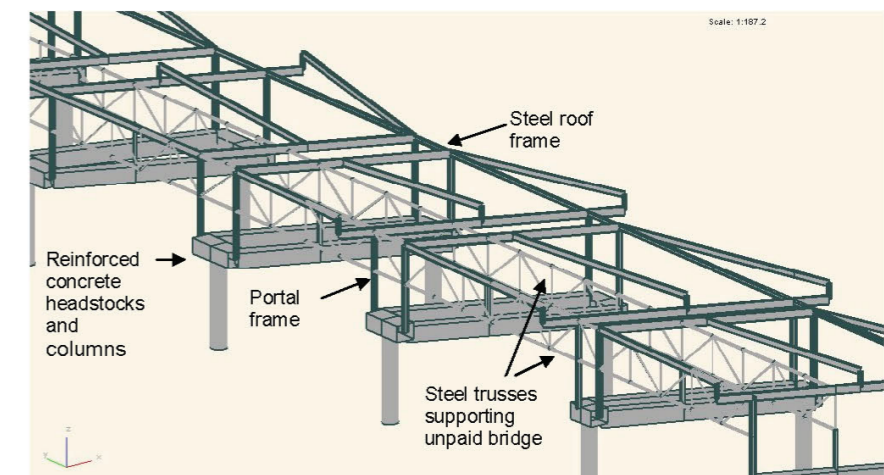 Scale: 1:187.2
Steel roof
frame
Reinforced
concrete
headstocks
and
columns
Portal
frame
Steel trusses
supporting
unpaid bridge
z
y
x